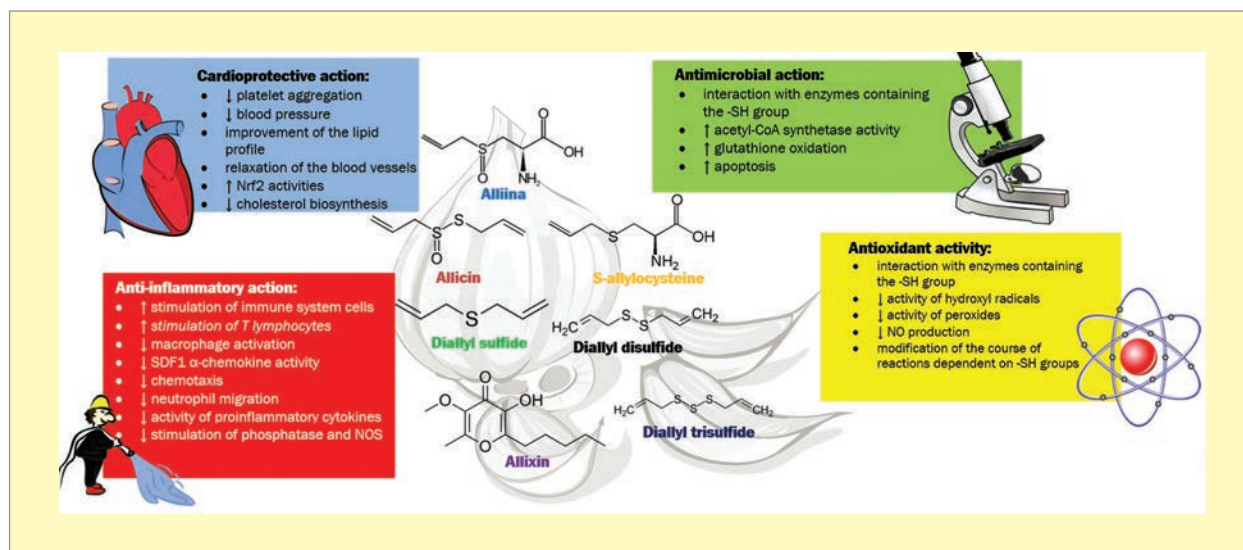 Cardioprotective action:
• ↓ platelet aggregation
• ↓ blood pressure
• improvement of the lipid
profile
• relaxation of the blood vessels
• ↑ Nrf2 activities
• ↓ cholesterol biosynthesis
Antimicrobial action:
• interaction with enzymes containing
the -SH group
• ↑ acetyl-CoA synthetase activity
• ↑ glutathione oxidation
• ↑ apoptosis
O
OH
S
O
NH2
Alliina
S
S
O
Allicin
O
S
OH
NH2
S-allylocysteine
Anti-inflammatory action:
• ↑ stimulation of immune system cells
• ↑ stimulation of T lymphocytes
• ↓ macrophage activation
• ↓ SDF1 α-chemokine activity
• ↓ chemotaxis
• ↓ neutrophil migration
• ↓ activity of proinflammatory cytokines
• ↓ stimulation of phosphatase and NOS
S
Diallyl sulfide
H2C
S
S
CH2
Diallyl disulfide
Antioxidant activity:
• interaction with enzymes containing
the -SH group
• ↓ activity of hydroxyl radicals
• ↓ activity of peroxides
• ↓ NO production
• modification of the course of
reactions dependent on -SH groups
O
O
OH
O
Allixin
H2C
S
S
S
CH2
Diallyl trisulfide